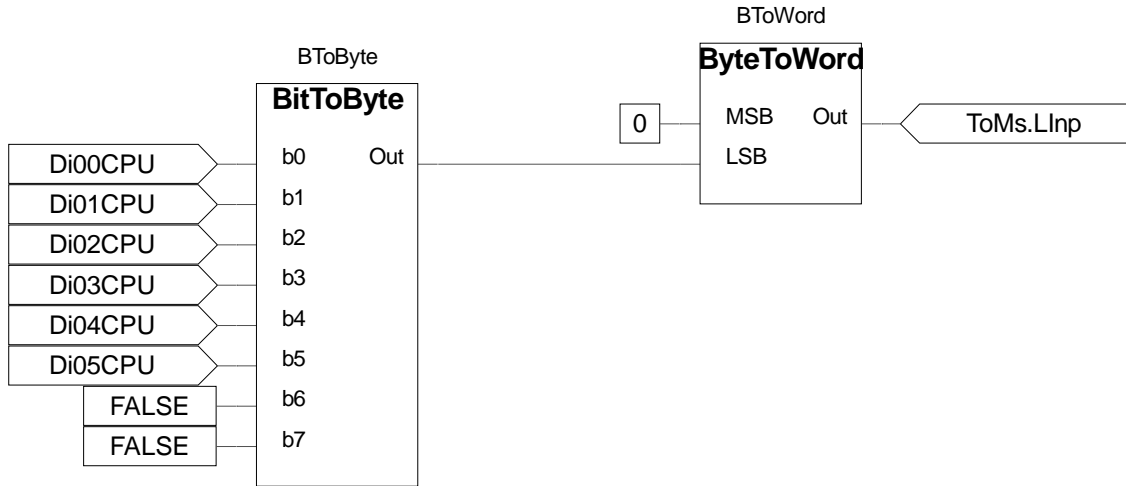 BToWord
BToByte
ByteToWord
BitToByte
0
MSB Out
ToMs.LInp
LSB
Di00CPU
b0 Out
Di01CPU
b1
Di02CPU
b2
Di03CPU
b3
Di04CPU
b4
Di05CPU
b5
FALSE
b6
FALSE
b7